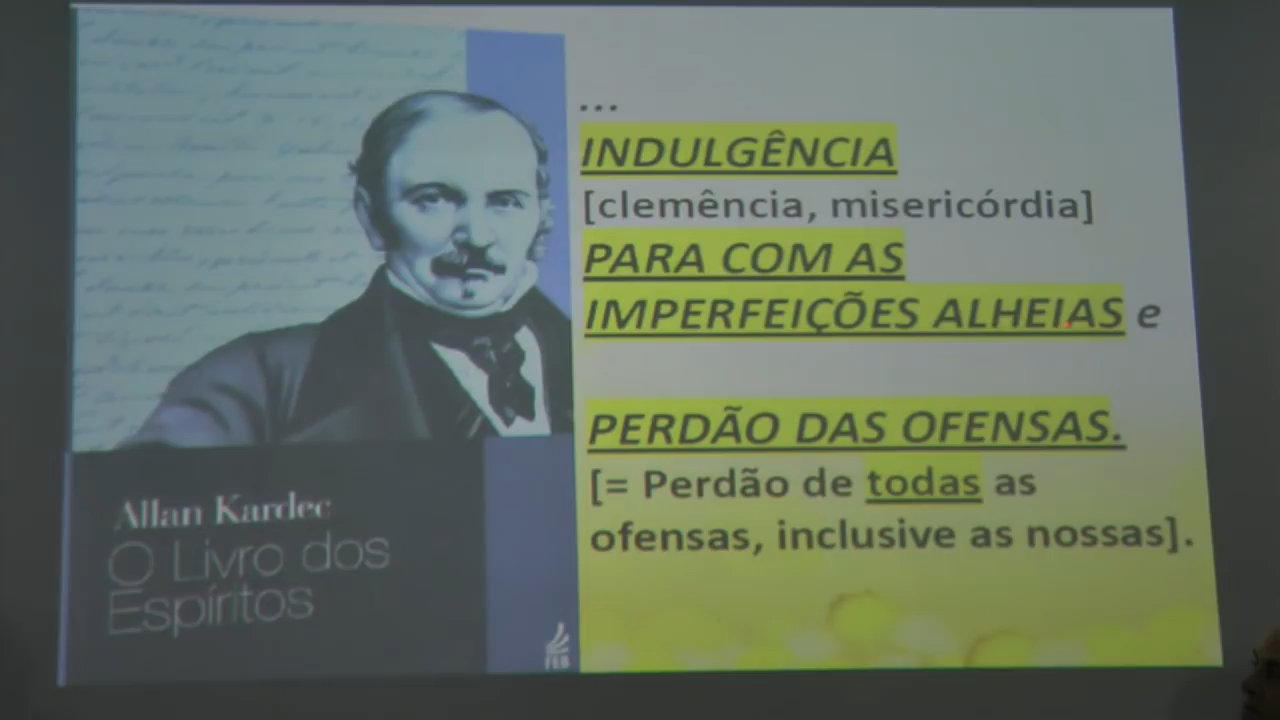 ...
INDULGÊNCIA
[clemência, misericórdia]
PARA COM AS
IMPERFEIÇÕES ALHEIAS e
PERDÃO DAS OFENSAS.
[= Perdão de todas as
ofensas, inclusive as nossas].
Allan Kardec
O Livro dos
Espíritos
FEB